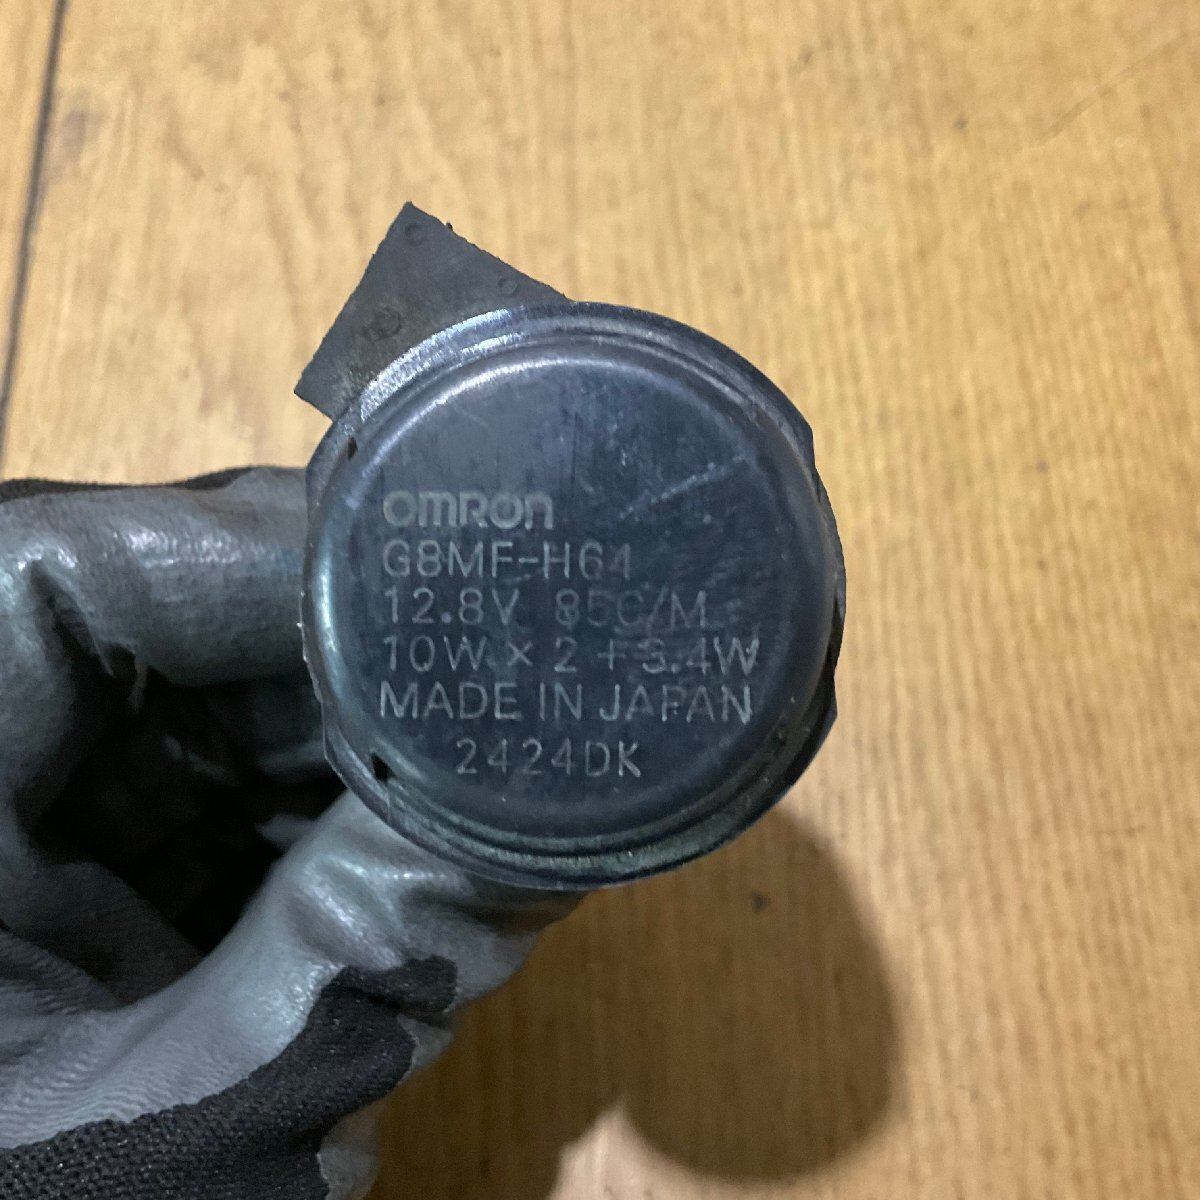 OMRON
G8MF-H64
12.8V 85C/M
10W × 2 + 3.4W
MADE IN JAPAN
2424DK